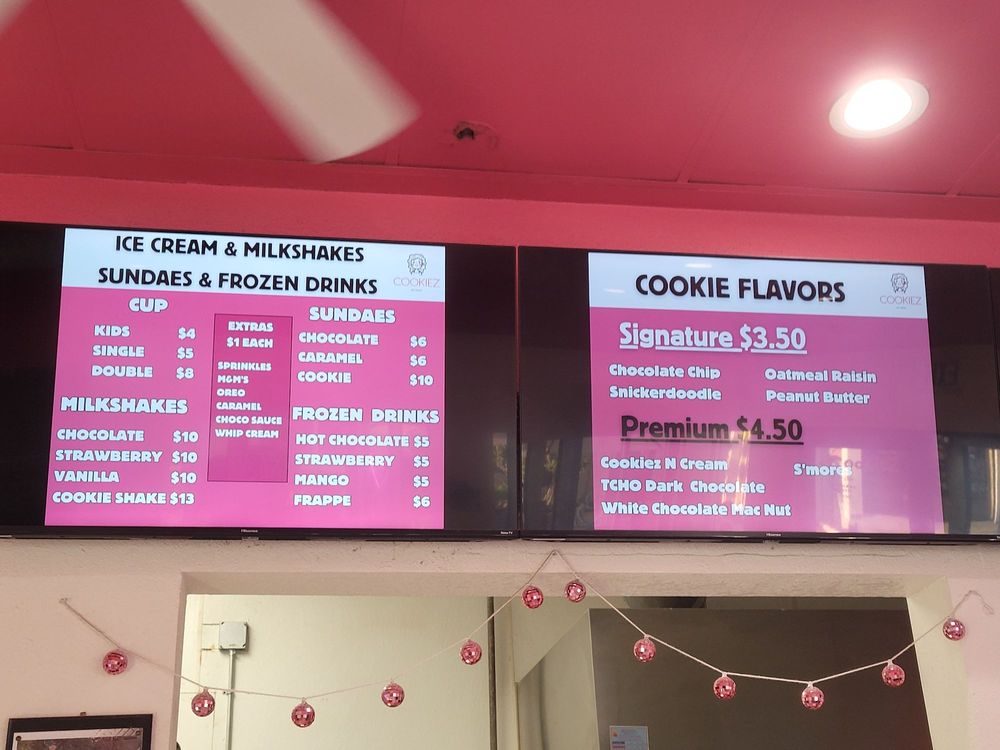 ICE CREAM & MILKSHAKES
SUNDAES & FROZEN DRINKS
COOKIEZ
CUP
KIDS $4
SINGLE $5
DOUBLE $8
MILKSHAKES
CHOCOLATE $10
STRAWBERRY $10
VANILLA $10
COOKIE SHAKE $13
EXTRAS
$1 EACH
SPRINKLES
M&M'S
OREO
CARAMEL
CHOCO SAUCE
WHIP CREAM
SUNDAES
CHOCOLATE $6
CARAMEL $6
COOKIE $10
FROZEN DRINKS
HOT CHOCOLATE $5
STRAWBERRY $5
MANGO $5
FRAPPE $6
Hisense
Roku TV
COOKIE FLAVORS
COOKIEZ
Signature $3.50
Chocolate Chip Oatmeal Raisin
Snickerdoodle Peanut Butter
Premium $4.50
Cookiez N Cream S'mores
TCHO Dark Chocolate
White Chocolate Mac Nut
Hisense